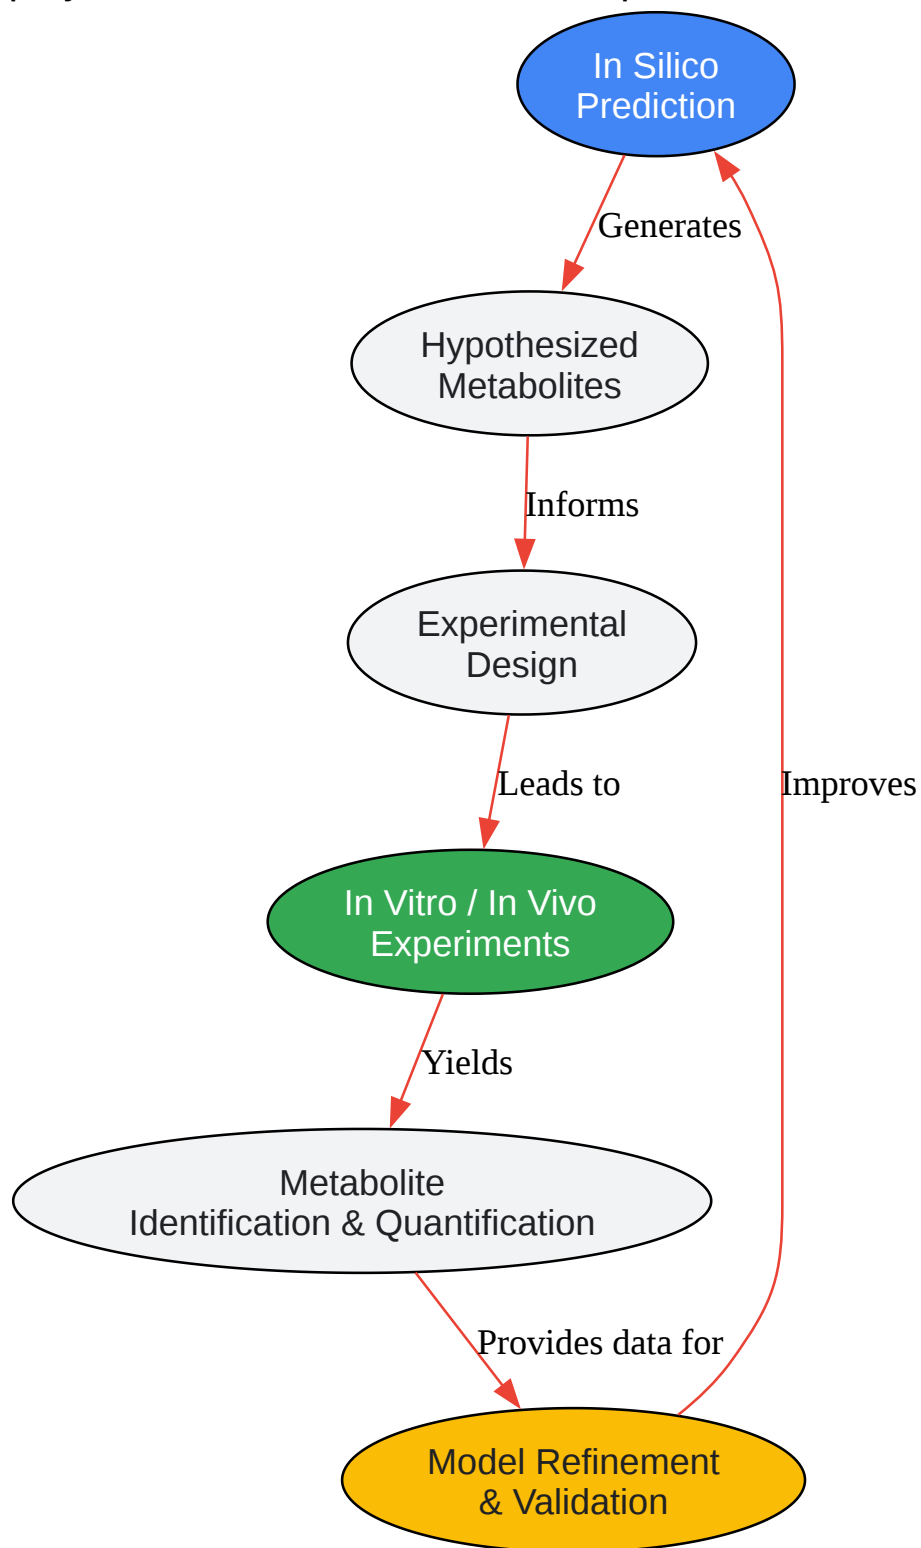 In Silico
Prediction
Generates
Hypothesized
Metabolites
Informs
Experimental
Design
Leads to
Improves
In Vitro / In Vivo
Experiments
Yields
Metabolite
Identification & Quantification
Provides data for
Model Refinement
& Validation